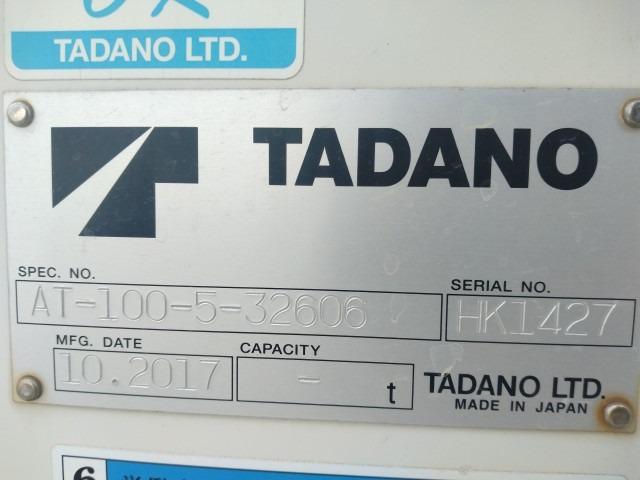 TADANO LTD.
TADANO
SPEC. NO.
AT-100-5-32606
SERIAL NO.
HK1427
MFG. DATE
10.2017
CAPACITY
- t
TADANO LTD.
MADE IN JAPAN
6